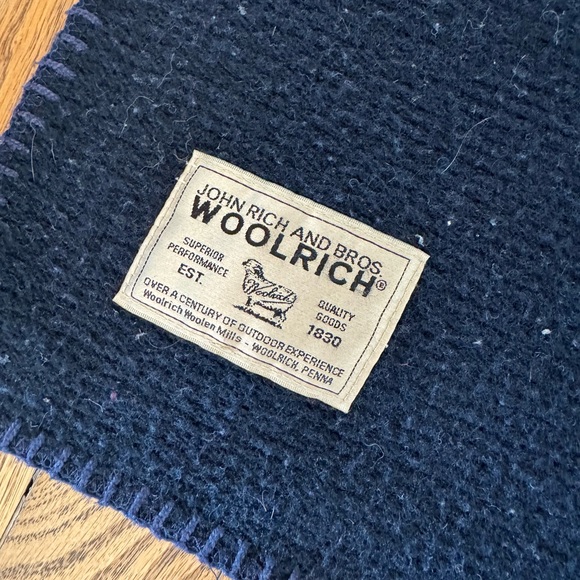 JOHN RICH AND BROS.
WOOLRICH®
SUPERIOR
PERFORMANCE
EST.
Woolrich
QUALITY
GOODS
1830
OVER A CENTURY OF OUTDOOR EXPERIENCE
Woolrich Woolen Mills - WOOLRICH, PENNA